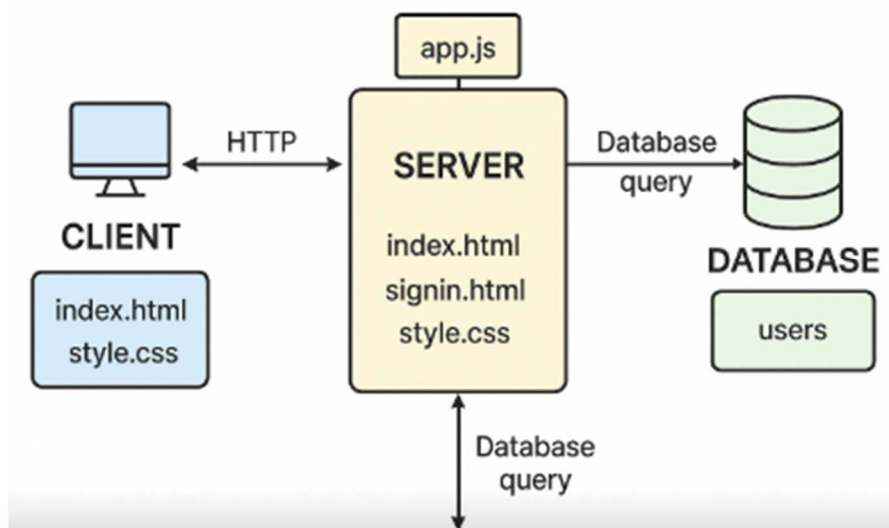 app.js
HTTP
SERVER
Database
query
CLIENT
index.html
signin.html
style.css
DATABASE
index.html
style.css
users
Database
query